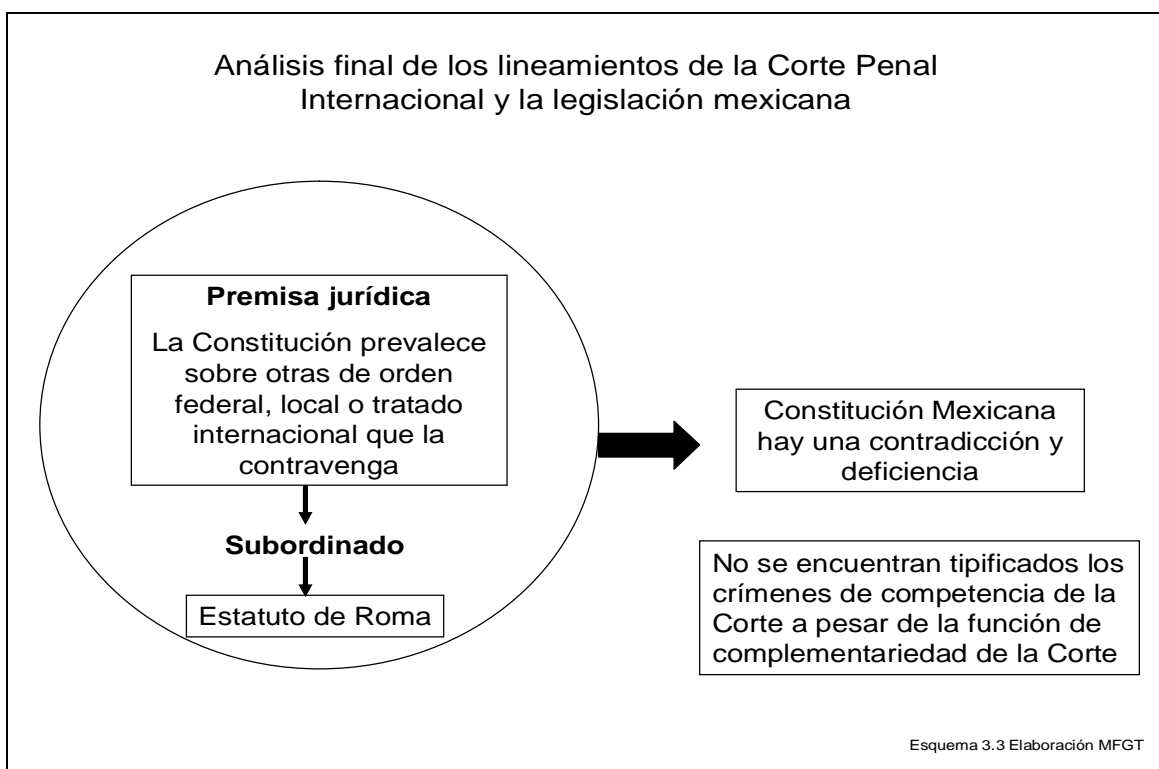 Análisis final de los lineamientos de la Corte Penal
Internacional y la legislación mexicana
Premisa jurídica
La Constitución prevalece
sobre otras de orden
federal, local o tratado
internacional que la
contravenga
Subordinado
Estatuto de Roma
Constitución Mexicana
hay una contradicción y
deficiencia
No se encuentran tipificados los
crímenes de competencia de la
Corte a pesar de la función de
complementariedad de la Corte
Esquema 3.3 Elaboración MFGT